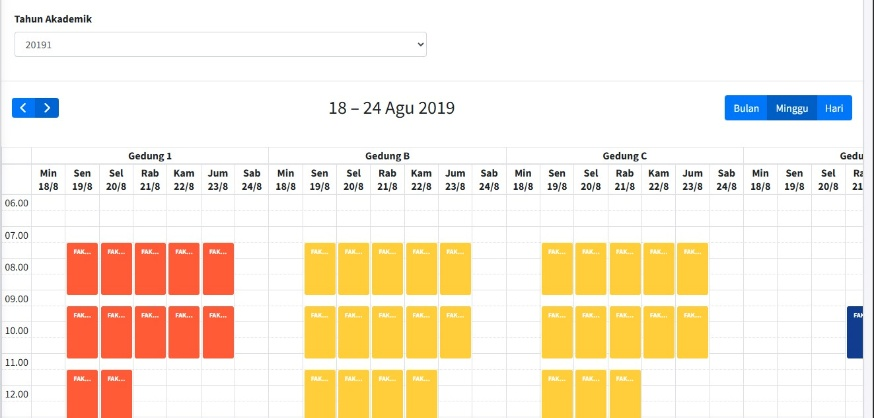 Tahun Akademik
20191
18 – 24 Agu 2019
Bulan Minggu Hari
Gedung 1 Gedung B Gedung C Gedu
Min Sen Sel Rab Kam Jum Sab Min Sen Sel Rab Kam Jum Sab Min Sen Sel Rab Kam Jum Sab Min Sen Sel Ra
18/8 19/8 20/8 21/8 22/8 23/8 24/8 18/8 19/8 20/8 21/8 22/8 23/8 24/8 18/8 19/8 20/8 21/8 22/8 23/8 24/8 18/8 19/8 20/8 21
06.00
07.00
FAK... FAK... FAK... FAK... FAK... FAK... FAK... FAK... FAK... FAK... FAK... FAK... FAK... FAK... FAK...
08.00
09.00
FAK... FAK... FAK... FAK... FAK... FAK... FAK... FAK... FAK... FAK... FAK... FAK... FAK... FAK... FAK... FAK
10.00
11.00
FAK... FAK... FAK... FAK... FAK... FAK... FAK... FAK... FAK...
12.00